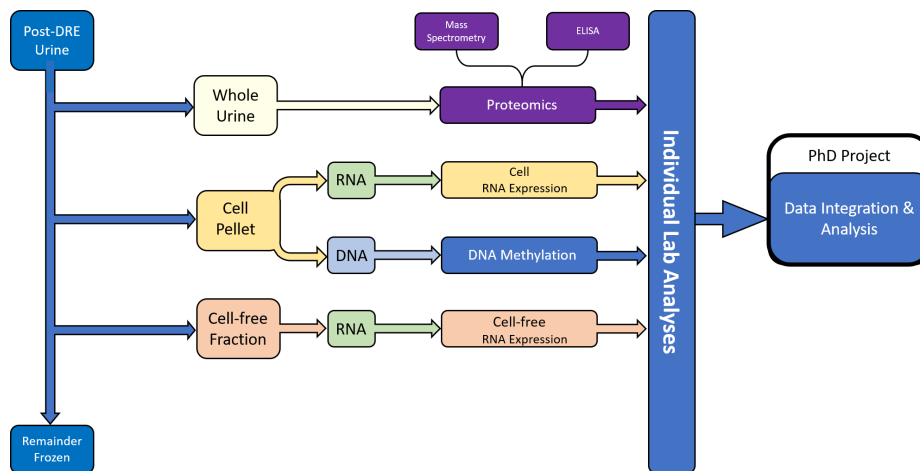 Post-DRE
Urine
Mass
Spectrometry
ELISA
Whole
Urine
Proteomics
Cell
Pellet
RNA
Cell
RNA Expression
DNA
DNA Methylation
Cell-free
Fraction
RNA
Cell-free
RNA Expression
Remainder
Frozen
Individual Lab Analyses
PhD Project
Data Integration &
Analysis